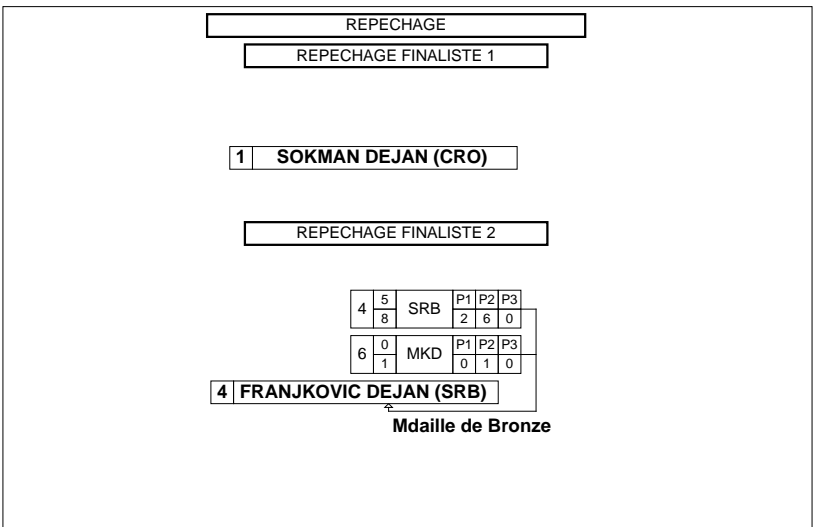 REPECHAGE
REPECHAGE FINALISTE 1
1 SOKMAN DEJAN (CRO)
REPECHAGE FINALISTE 2
4 5 SRB P1 P2 P3
8 2 6 0
6 0 MKD P1 P2 P3
1 0 1 0
4 FRANJKOVIC DEJAN (SRB)
Mdaille de Bronze